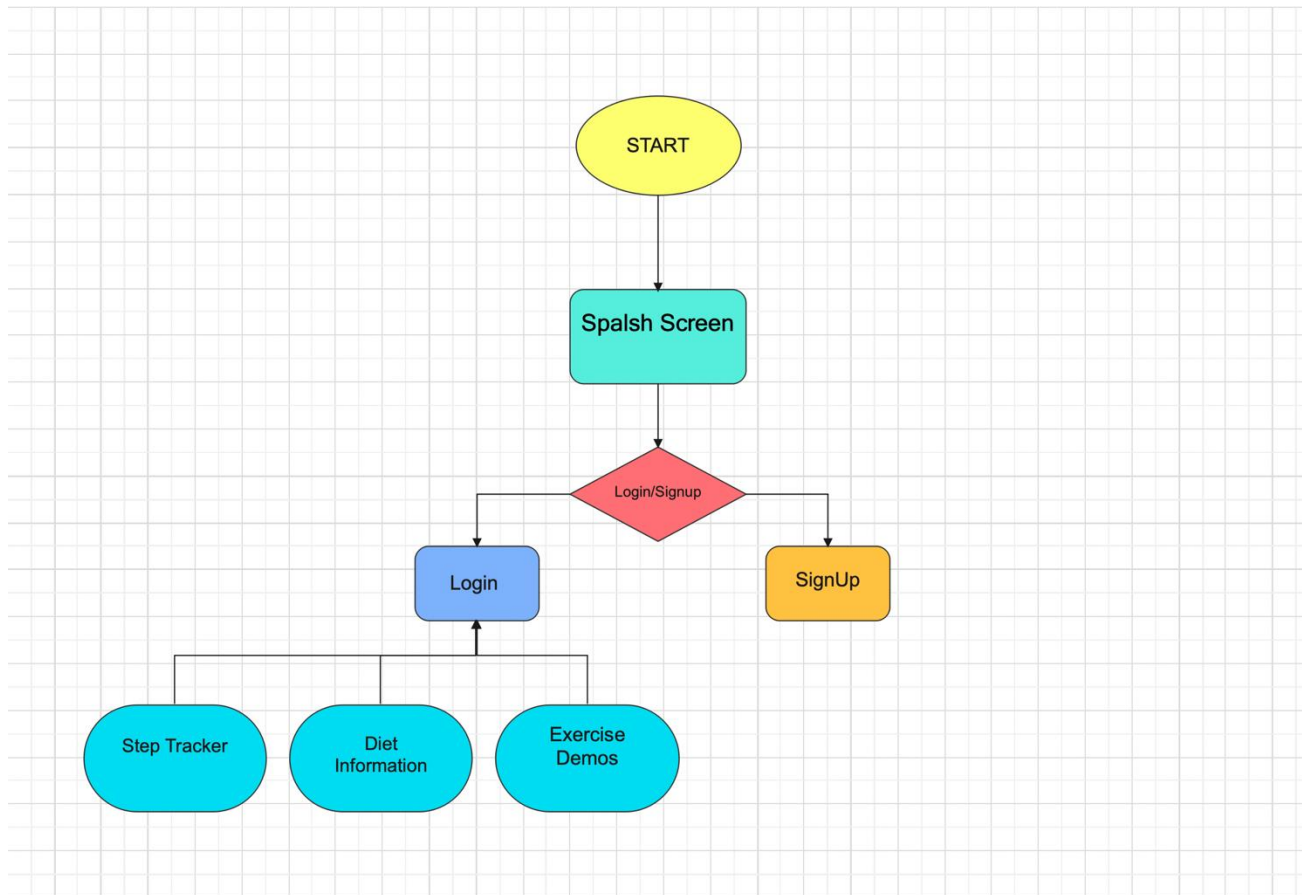 START
Spalsh Screen
Login/Signup
Login
SignUp
Step Tracker
Diet
Information
Exercise
Demos